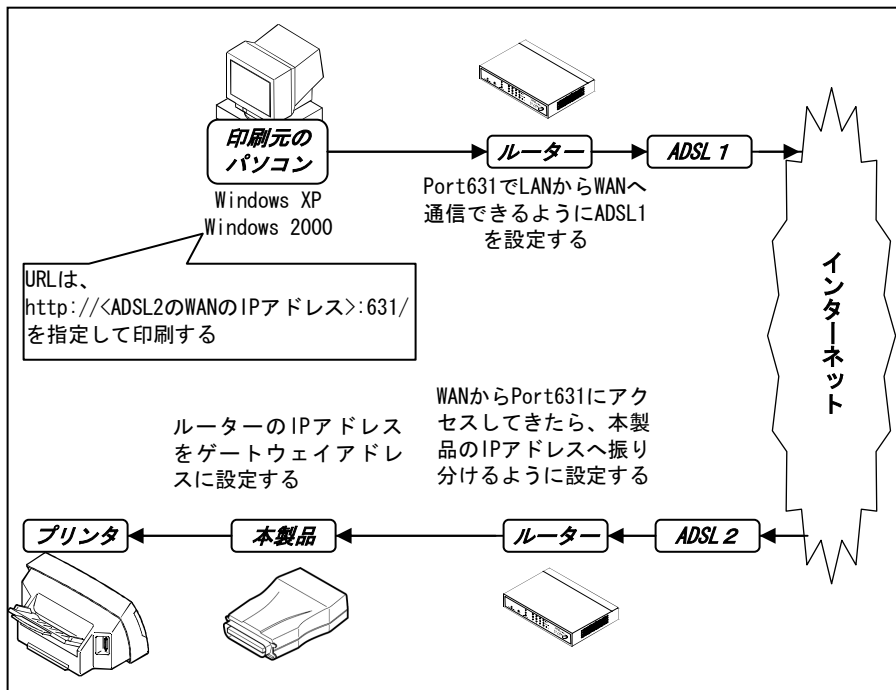 印刷元の
パソコン
ルーター
ADSL 1
Windows XP
Windows 2000
Port631でLANからWANへ
通信できるようにADSL1
を設定する
URLは、
http://<ADSL2のWANのIPアドレス>:631/
を指定して印刷する
インターネット
ルーターのIPアドレス
をゲートウェイアドレ
スに設定する
WANからPort631にアク
セスしてきたら、本製
品のIPアドレスへ振り
分けるように設定する
プリンタ
本製品
ルーター
ADSL 2